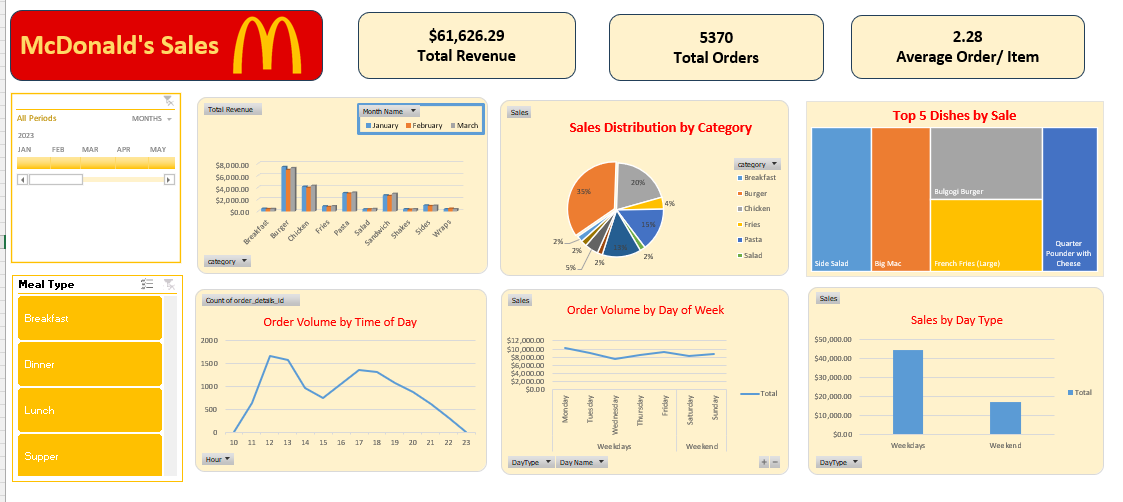 McDonald's Sales
$61,626.29
Total Revenue
5370
Total Orders
2.28
Average Order/ Item
All Periods
MONTHS
2023
JAN FEB MAR APR MAY
Meal Type
Breakfast
Dinner
Lunch
Supper
Total Revenue
Month Name
January February March
$8,000.00
$6,000.00
$4,000.00
$2,000.00
$0.00
Breakfast Burger Chicken Fries Pasta Salad Sandwich Shakes Sides Wraps
category
Sales
Sales Distribution by Category
35%
20%
4%
15%
2%
15%
2%
5%
2%
2%
category
Breakfast
Burger
Chicken
Fries
Pasta
Salad
Top 5 Dishes by Sale
Side Salad
Big Mac
Bulgogi Burger
French Fries (Large)
Quarter
Pounder with
Cheese
Count of order_details_id
Order Volume by Time of Day
2000
1500
1000
500
0
10 11 12 13 14 15 16 17 18 19 20 21 22 23
Hour
Sales
Order Volume by Day of Week
$12,000.00
$10,000.00
$8,000.00
$6,000.00
$4,000.00
$2,000.00
$0.00
Monday Tuesday Wednesday Thursday Friday Saturday Sunday
Weekdays Weekend
Total
DayType Day Name
Sales
Sales by Day Type
$50,000.00
$40,000.00
$30,000.00
$20,000.00
$10,000.00
$0.00
Weekdays Weekend
Total
DayType